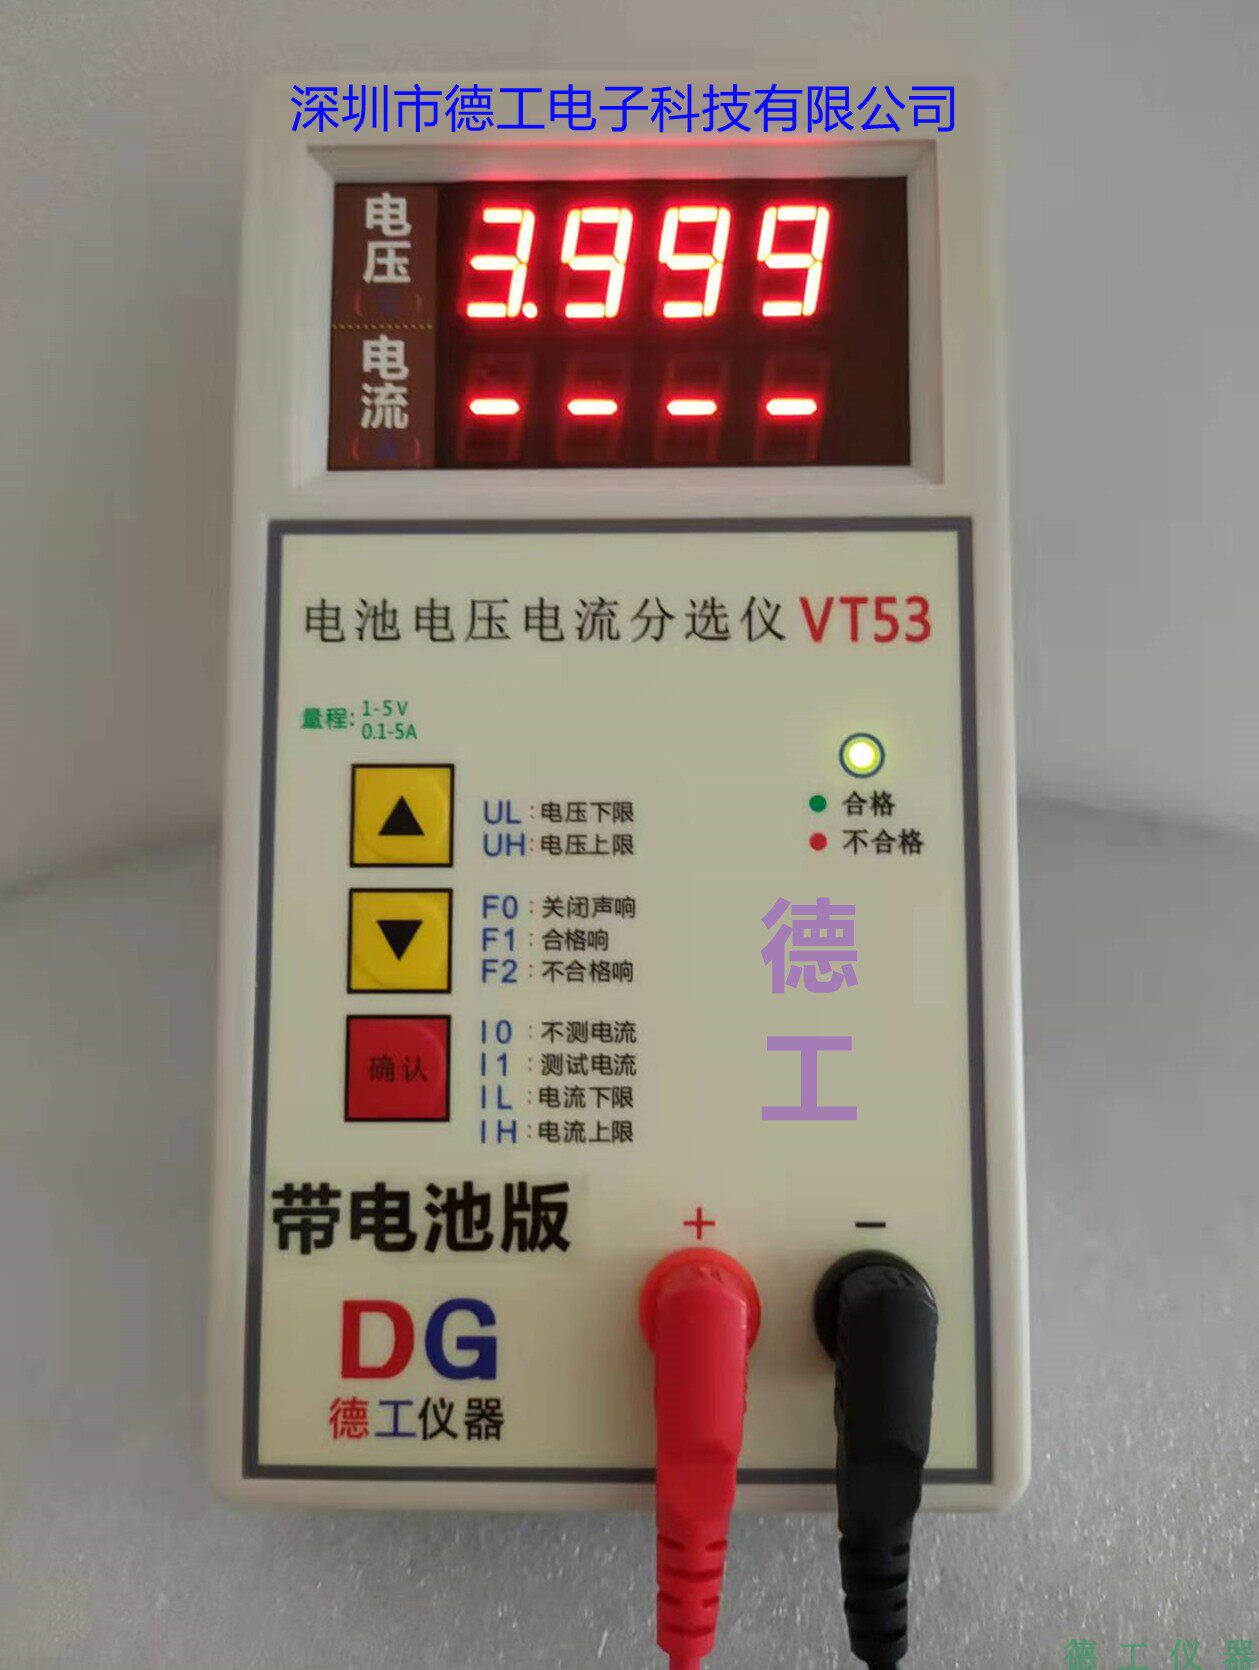 深圳市德工电子科技有限公司
电压
3.999
电流
----
电池电压电流分选仪 VT53
量程: 1-5V
0.1-5A
▲
UL:电压下限
UH:电压上限
合格
不合格
▼
F0:关闭声响
F1:合格响
F2:不合格响
德工
确认
I0:不测电流
I1:测试电流
IL:电流下限
IH:电流上限
带电池版
+ −
DG
德工仪器
德工仪器